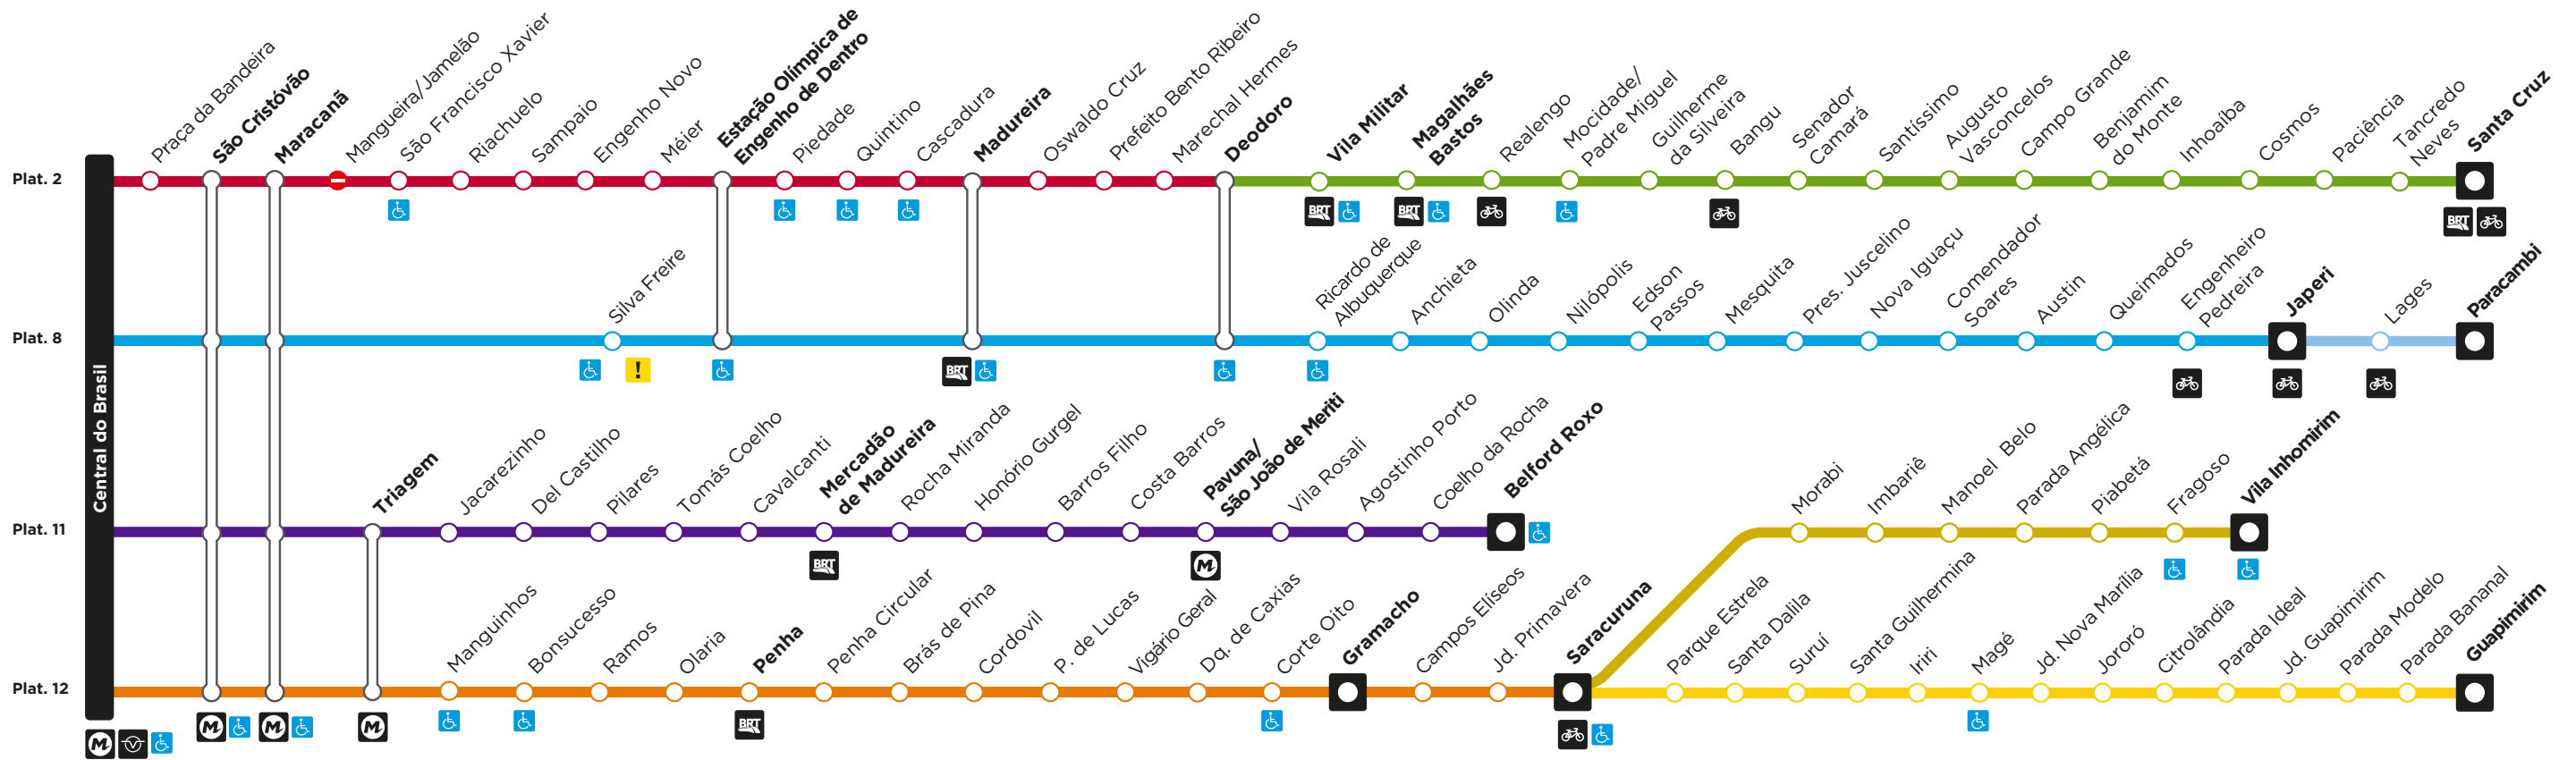 Praça da Bandeira
São Cristóvão
Maracanã
Mangueira/Jamelão
São Francisco Xavier
Riachuelo
Sampaio
Engenho Novo
Méier
Estação Olímpica de
Engenho de Dentro
Piedade
Quintino
Cascadura
Madureira
Oswaldo Cruz
Prefeito Bento Ribeiro
Marechal Hermes
Deodoro
Vila Militar
Magalhães
Bastos
Realengo
Mocidade/
Padre Miguel
Guilherme
da Silveira
Bangu
Senador
Camará
Santíssimo
Augusto
Vasconcelos
Campo Grande
Benjamim
do Monte
Inhoaíba
Cosmos
Paciência
Tancredo
Neves
Santa Cruz
Plat. 2
BRT
BRT
BRT
Silva Freire
Ricardo de
Albuquerque
Anchieta
Olinda
Nilópolis
Edson
Passos
Mesquita
Pres. Juscelino
Nova Iguaçu
Comendador
Soares
Austin
Queimados
Engenheiro
Pedreira
Japeri
Lages
Paracambi
Plat. 8
!
BRT
Central do Brasil
Triagem
Jacarezinho
Del Castilho
Pilares
Tomás Coelho
Cavalcanti
Mercadão
de Madureira
Rocha Miranda
Honório Gurgel
Barros Filho
Costa Barros
Pavuna/
São João de Meriti
Vila Rosali
Agostinho Porto
Coelho da Rocha
Belford Roxo
Morabi
Imbariê
Manoel Belo
Parada Angélica
Piabetá
Fragoso
Vila Inhomirim
Plat. 11
BRT
M
Manguinhos
Bonsucesso
Ramos
Olaria
Penha
Penha Circular
Brás de Pina
Cordovil
P. de Lucas
Vigário Geral
Dq. de Caxias
Corte Oito
Gramacho
Campos Elíseos
Jd. Primavera
Saracuruna
Parque Estrela
Santa Dalila
Suruí
Santa Guilhermina
Iriri
Magé
Jd. Nova Marília
Jororó
Citrolândia
Parada Ideal
Jd. Guapimirim
Parada Modelo
Parada Bananal
Guapimirim
Plat. 12
M
M
M
M
BRT